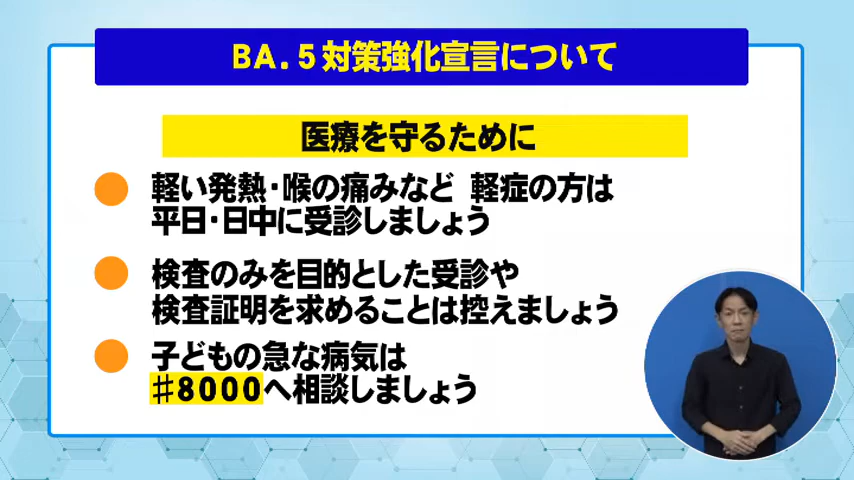 BA.5対策強化宣言について
医療を守るために
軽い発熱・喉の痛みなど 軽症の方は
平日・日中に受診しましょう
検査のみを目的とした受診や
検査証明を求めることは控えましょう
子どもの急な病気は
#8000へ相談しましょう